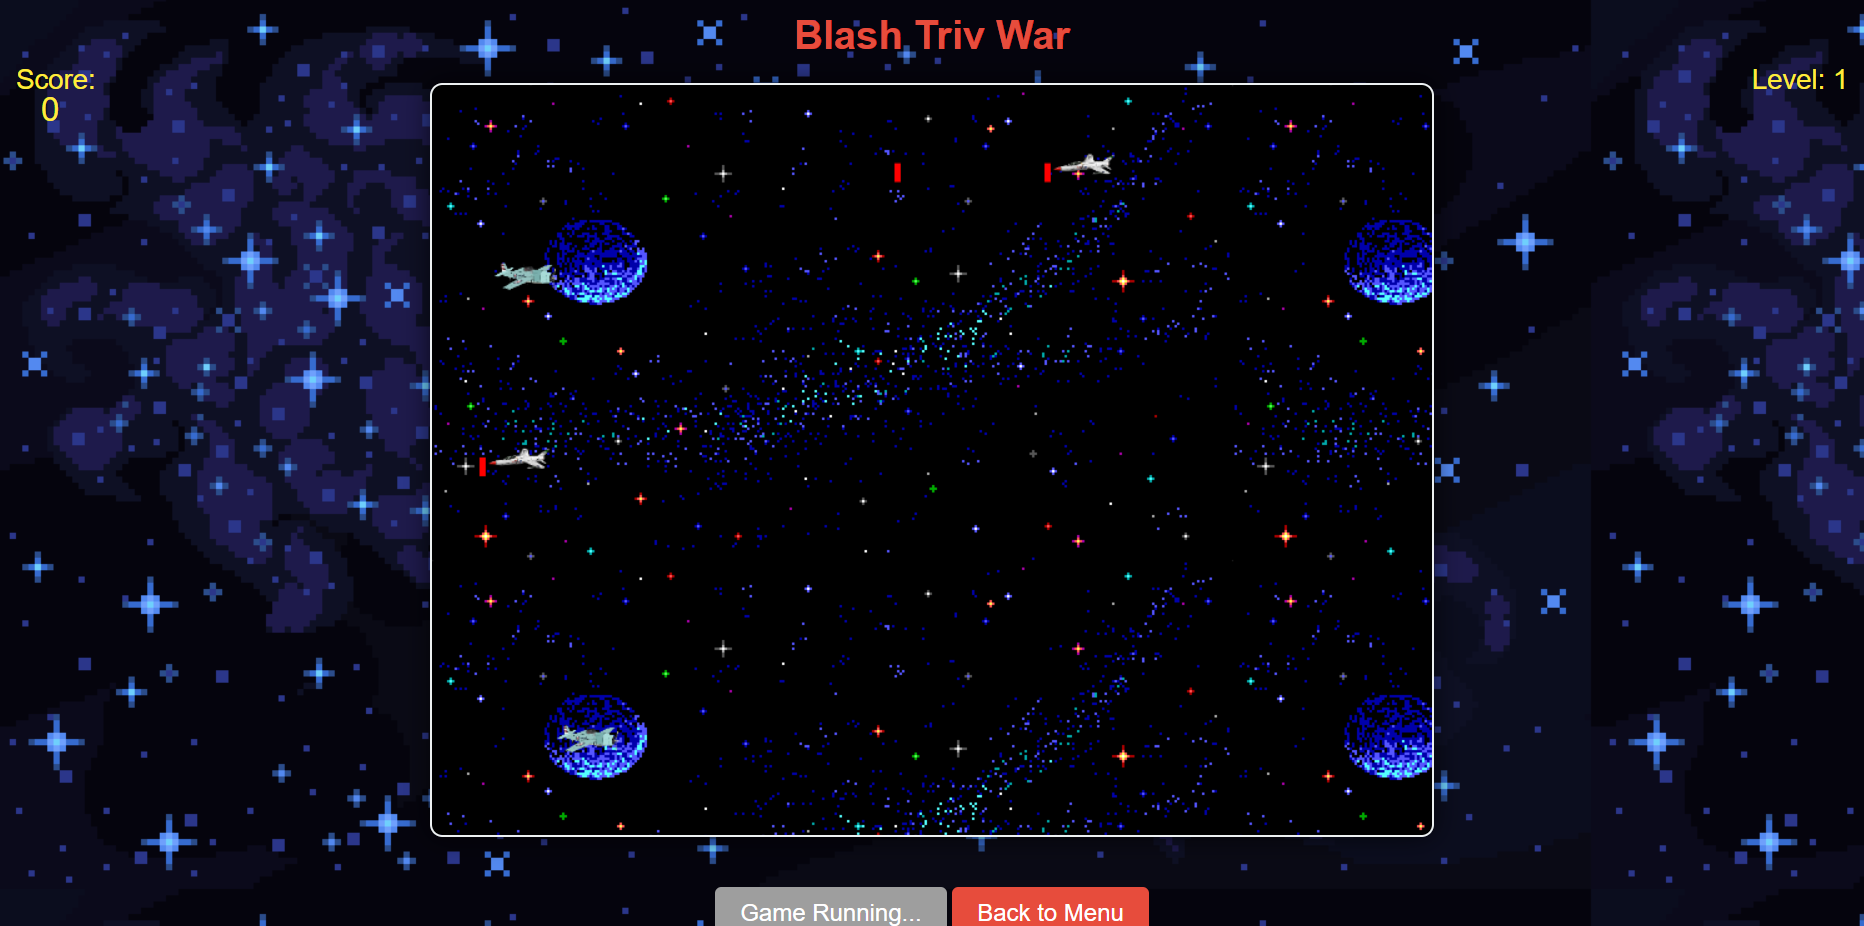 Blash Triv War
Score:
0
Level: 1
Game Running...
Back to Menu